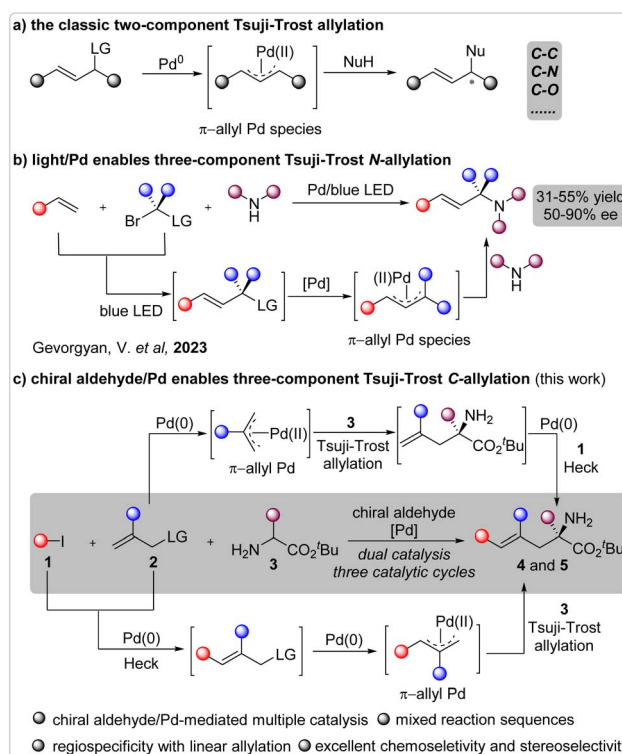 a) the classic two-component Tsuji-Trost allylation
LG
Pd⁰
Pd(II)
NuH
Nu
*
π−allyl Pd species
C-C
C-N
C-O
......
b) light/Pd enables three-component Tsuji-Trost N-allylation
+
Br
LG
+
N
H
Pd/blue LED
N
31-55% yield
50-90% ee
blue LED
LG
[Pd]
(II)Pd
N
H
π−allyl Pd species
Gevorgyan, V. et al, 2023
c) chiral aldehyde/Pd enables three-component Tsuji-Trost C-allylation (this work)
Pd(0)
Pd(II)
π−allyl Pd
3
Tsuji-Trost
allylation
NH₂
CO₂ᵗBu
Pd(0)
1
Heck
I
1
+
LG
2
+
H₂N
CO₂ᵗBu
3
chiral aldehyde
[Pd]
dual catalysis
three catalytic cycles
NH₂
CO₂ᵗBu
4 and 5
Pd(0)
Heck
LG
Pd(0)
Pd(II)
π−allyl Pd
3
Tsuji-Trost
allylation
chiral aldehyde/Pd-mediated multiple catalysis
mixed reaction sequences
regiospecificity with linear allylation
excellent chemoseletivity and stereoselectivity